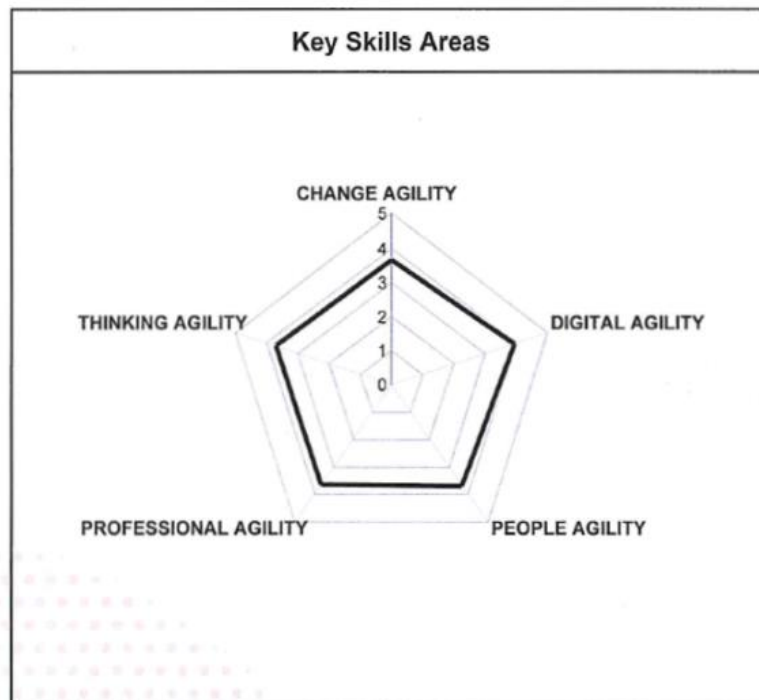 Key Skills Areas
CHANGE AGILITY
5
4
3
2
1
0
THINKING AGILITY
DIGITAL AGILITY
PROFESSIONAL AGILITY
PEOPLE AGILITY